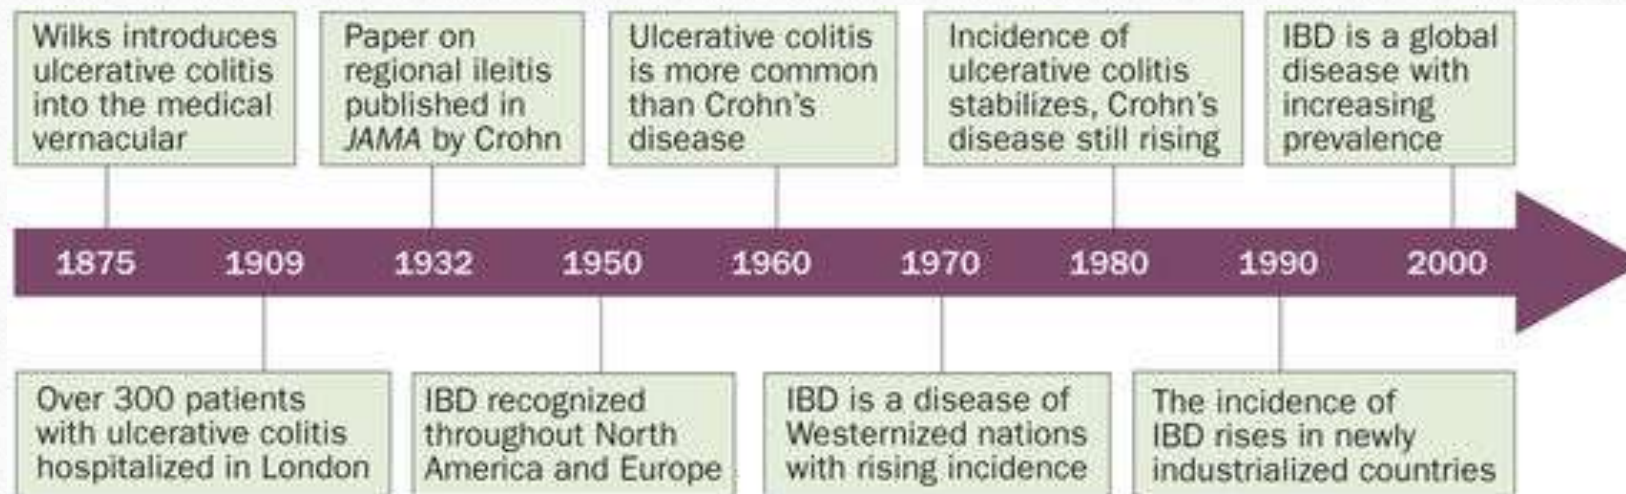 Wilks introduces
ulcerative colitis
into the medical
vernacular
Paper on
regional ileitis
published in
JAMA by Crohn
Ulcerative colitis
is more common
than Crohn's
disease
Incidence of
ulcerative colitis
stabilizes, Crohn's
disease still rising
IBD is a global
disease with
increasing
prevalence
1875 1909 1932 1950 1960 1970 1980 1990 2000
Over 300 patients
with ulcerative colitis
hospitalized in London
IBD recognized
throughout North
America and Europe
IBD is a disease of
Westernized nations
with rising incidence
The incidence of
IBD rises in newly
industrialized countries